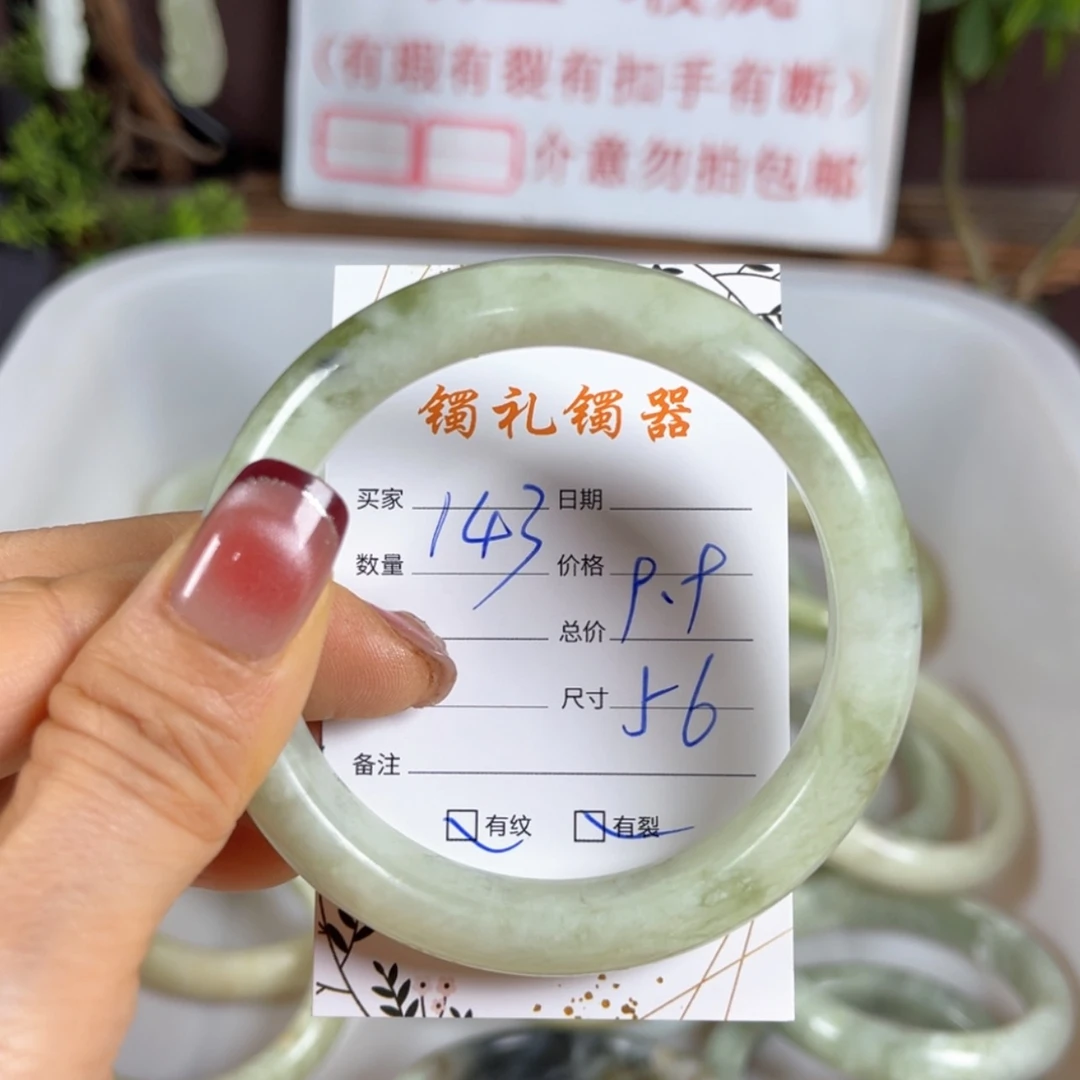 （有瑕有裂有扣手有断）
介意勿拍包邮
镯礼镯器
买家 143 日期
数量 价格 9.9
总价
尺寸 56
备注
有纹 有裂